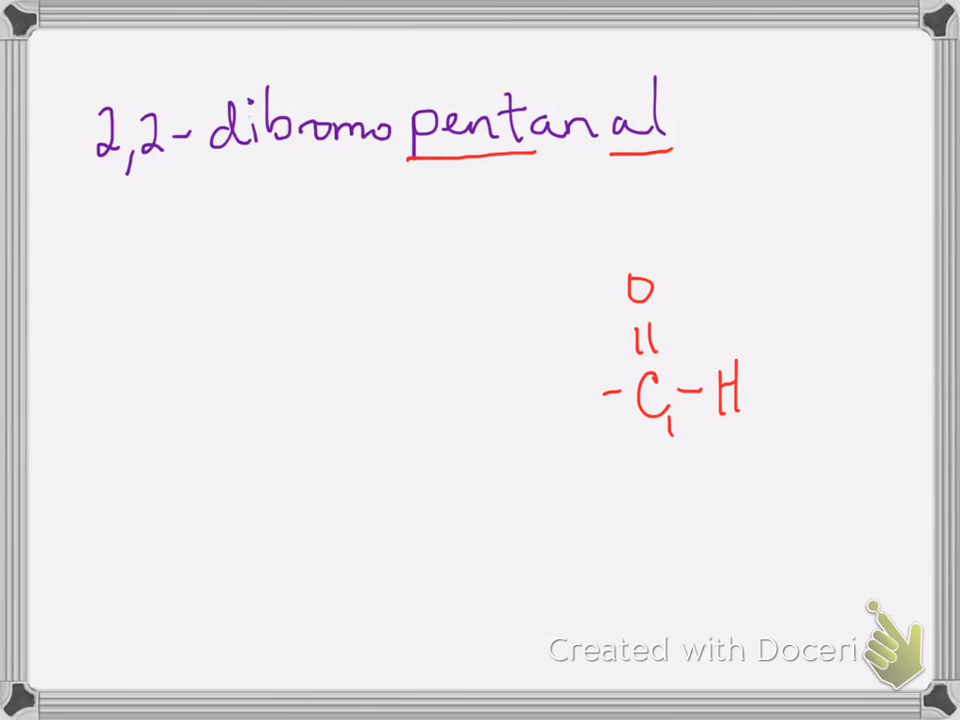 2,2-dibromopentanal
O
||
-C₁-H
Created with Doceri